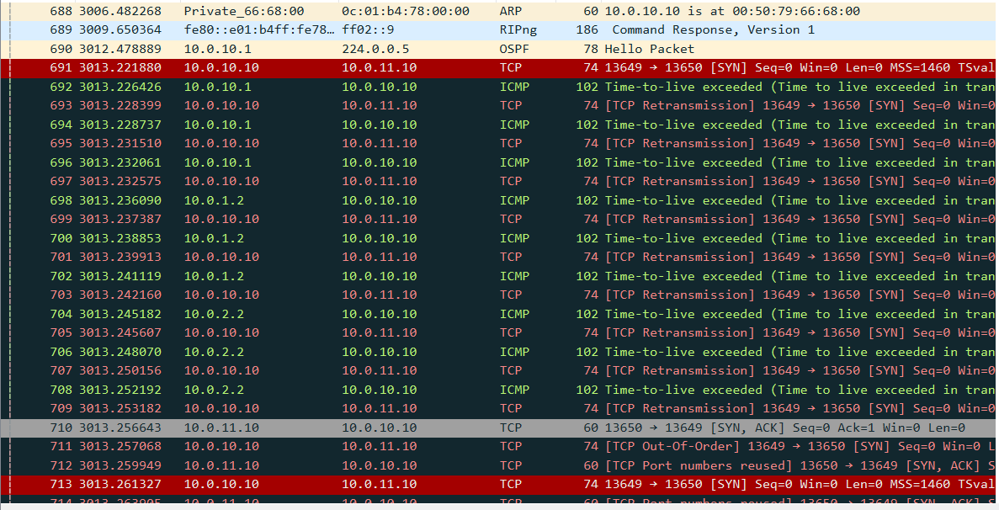 688 3006.482268 Private_66:68:00 0c:01:b4:78:00:00 ARP 60 10.0.10.10 is at 00:50:79:66:68:00
689 3009.650364 fe80::e01:b4ff:fe78… ff02::9 RIPng 186 Command Response, Version 1
690 3012.478889 10.0.10.1 224.0.0.5 OSPF 78 Hello Packet
691 3013.221880 10.0.10.10 10.0.11.10 TCP 74 13649 → 13650 [SYN] Seq=0 Win=0 Len=0 MSS=1460 TSval
692 3013.226426 10.0.10.1 10.0.10.10 ICMP 102 Time-to-live exceeded (Time to live exceeded in tran
693 3013.228399 10.0.10.10 10.0.11.10 TCP 74 [TCP Retransmission] 13649 → 13650 [SYN] Seq=0 Win=0
694 3013.228737 10.0.10.1 10.0.10.10 ICMP 102 Time-to-live exceeded (Time to live exceeded in tran
695 3013.231510 10.0.10.10 10.0.11.10 TCP 74 [TCP Retransmission] 13649 → 13650 [SYN] Seq=0 Win=0
696 3013.232061 10.0.10.1 10.0.10.10 ICMP 102 Time-to-live exceeded (Time to live exceeded in tran
697 3013.232575 10.0.10.10 10.0.11.10 TCP 74 [TCP Retransmission] 13649 → 13650 [SYN] Seq=0 Win=0
698 3013.236090 10.0.1.2 10.0.10.10 ICMP 102 Time-to-live exceeded (Time to live exceeded in tran
699 3013.237387 10.0.10.10 10.0.11.10 TCP 74 [TCP Retransmission] 13649 → 13650 [SYN] Seq=0 Win=0
700 3013.238853 10.0.1.2 10.0.10.10 ICMP 102 Time-to-live exceeded (Time to live exceeded in tran
701 3013.239913 10.0.10.10 10.0.11.10 TCP 74 [TCP Retransmission] 13649 → 13650 [SYN] Seq=0 Win=0
702 3013.241119 10.0.1.2 10.0.10.10 ICMP 102 Time-to-live exceeded (Time to live exceeded in tran
703 3013.242160 10.0.10.10 10.0.11.10 TCP 74 [TCP Retransmission] 13649 → 13650 [SYN] Seq=0 Win=0
704 3013.245182 10.0.2.2 10.0.10.10 ICMP 102 Time-to-live exceeded (Time to live exceeded in tran
705 3013.245607 10.0.10.10 10.0.11.10 TCP 74 [TCP Retransmission] 13649 → 13650 [SYN] Seq=0 Win=0
706 3013.248070 10.0.2.2 10.0.10.10 ICMP 102 Time-to-live exceeded (Time to live exceeded in tran
707 3013.250156 10.0.10.10 10.0.11.10 TCP 74 [TCP Retransmission] 13649 → 13650 [SYN] Seq=0 Win=0
708 3013.252192 10.0.2.2 10.0.10.10 ICMP 102 Time-to-live exceeded (Time to live exceeded in tran
709 3013.253182 10.0.10.10 10.0.11.10 TCP 74 [TCP Retransmission] 13649 → 13650 [SYN] Seq=0 Win=0
710 3013.256643 10.0.11.10 10.0.10.10 TCP 60 13650 → 13649 [SYN, ACK] Seq=0 Ack=1 Win=0 Len=0
711 3013.257068 10.0.10.10 10.0.11.10 TCP 74 [TCP Out-Of-Order] 13649 → 13650 [SYN] Seq=0 Win=0 L
712 3013.259949 10.0.11.10 10.0.10.10 TCP 60 [TCP Port numbers reused] 13650 → 13649 [SYN, ACK] S
713 3013.261327 10.0.10.10 10.0.11.10 TCP 74 13649 → 13650 [SYN] Seq=0 Win=0 Len=0 MSS=1460 TSval
714 3013.263905 10.0.11.10 10.0.10.10 TCP 60 [TCP Port numbers reused] 13650 → 13649 [SYN, ACK] S